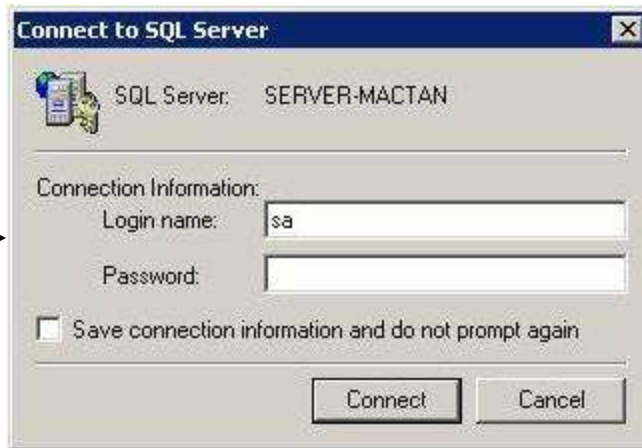 Connect to SQL Server
SQL Server: SERVER-MACTAN
Connection Information:
Login name: sa
Password:
Save connection information and do not prompt again
Connect Cancel